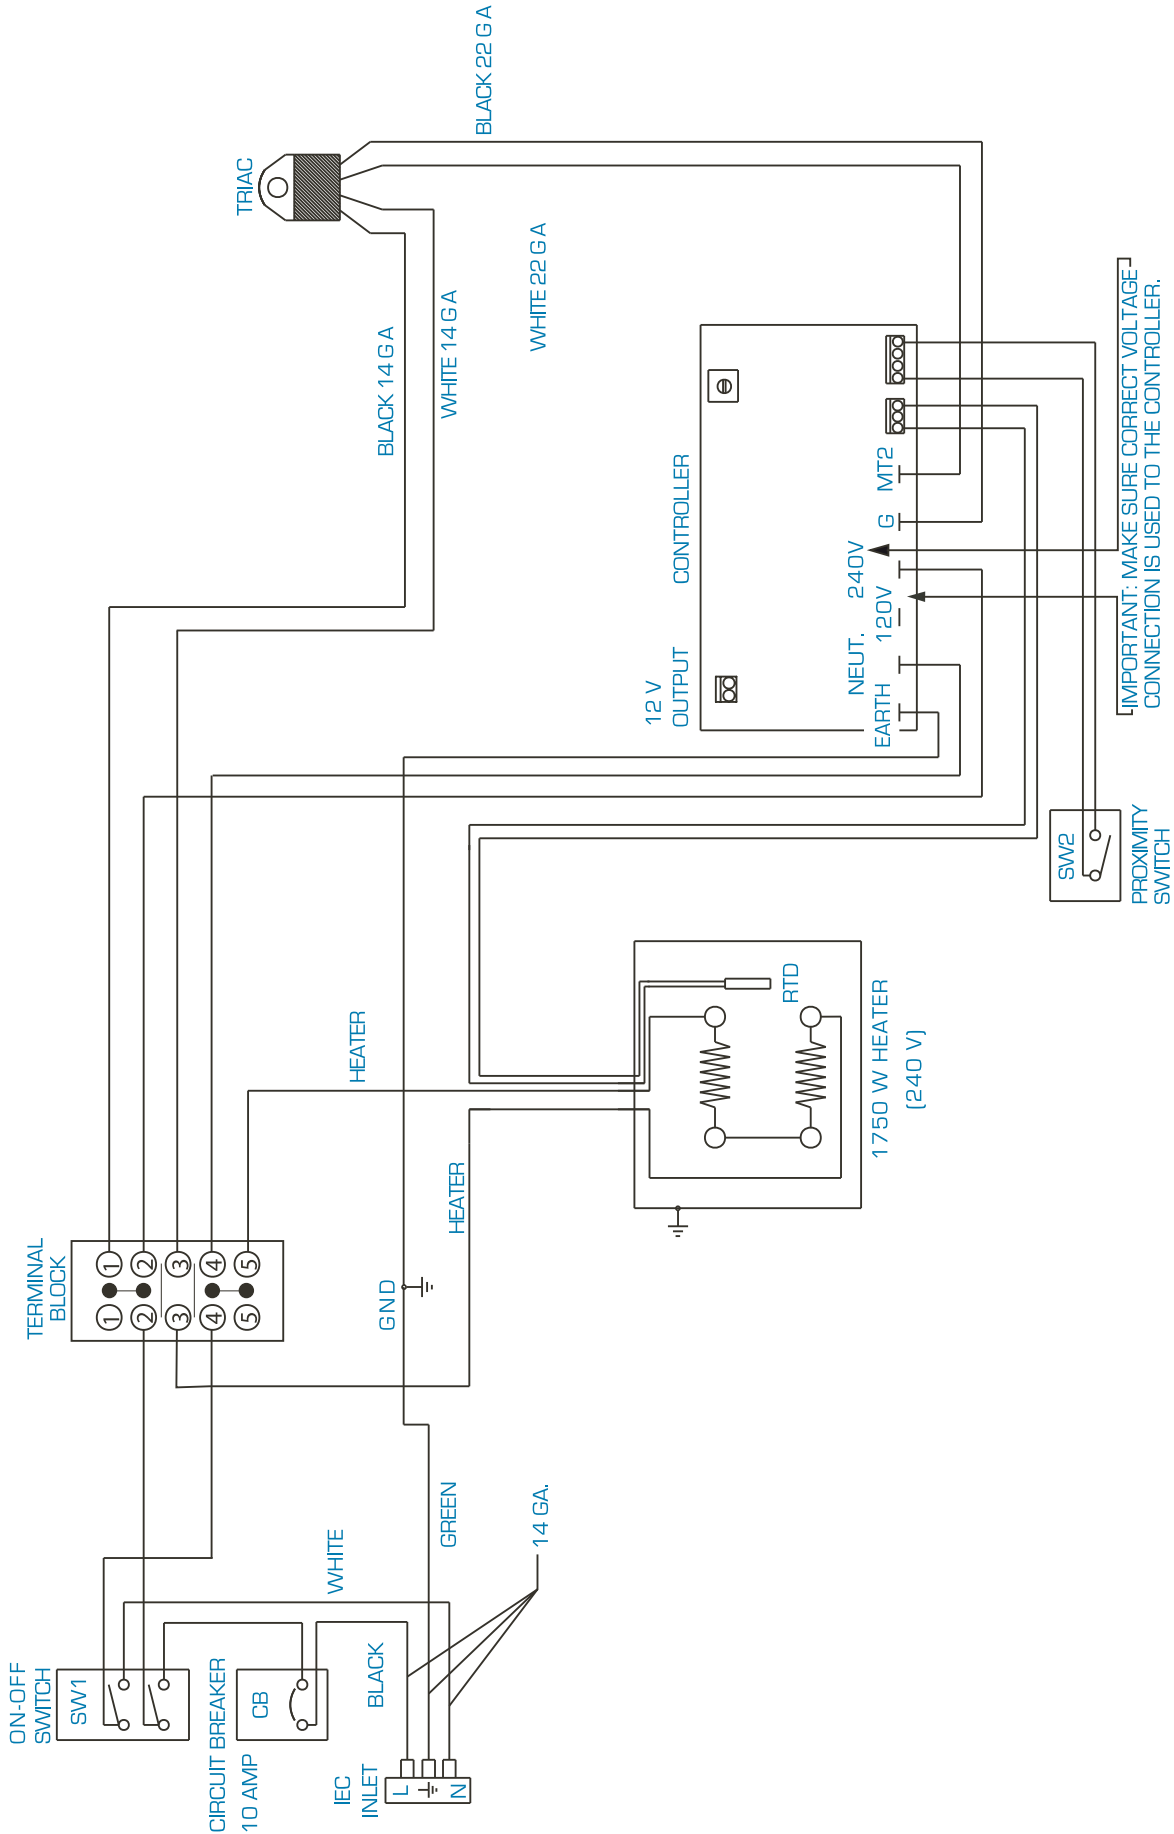 ON-OFF
SWITCH
SW1
CIRCUIT BREAKER
10 AMP
CB
IEC
INLET
L
N
BLACK
WHITE
GREEN
14 GA.
TERMINAL
BLOCK
1
2
3
4
5
1
2
3
4
5
GND
HEATER
HEATER
1750 W HEATER
(240 V)
RTD
SW2
PROXIMITY
SWITCH
12 V
OUTPUT
CONTROLLER
EARTH
NEUT.
120V
240V
G
MT2
IMPORTANT: MAKE SURE CORRECT VOLTAGE
CONNECTION IS USED TO THE CONTROLLER.
BLACK 14 GA
WHITE 14 GA
WHITE 22 GA
BLACK 22 GA
TRIAC